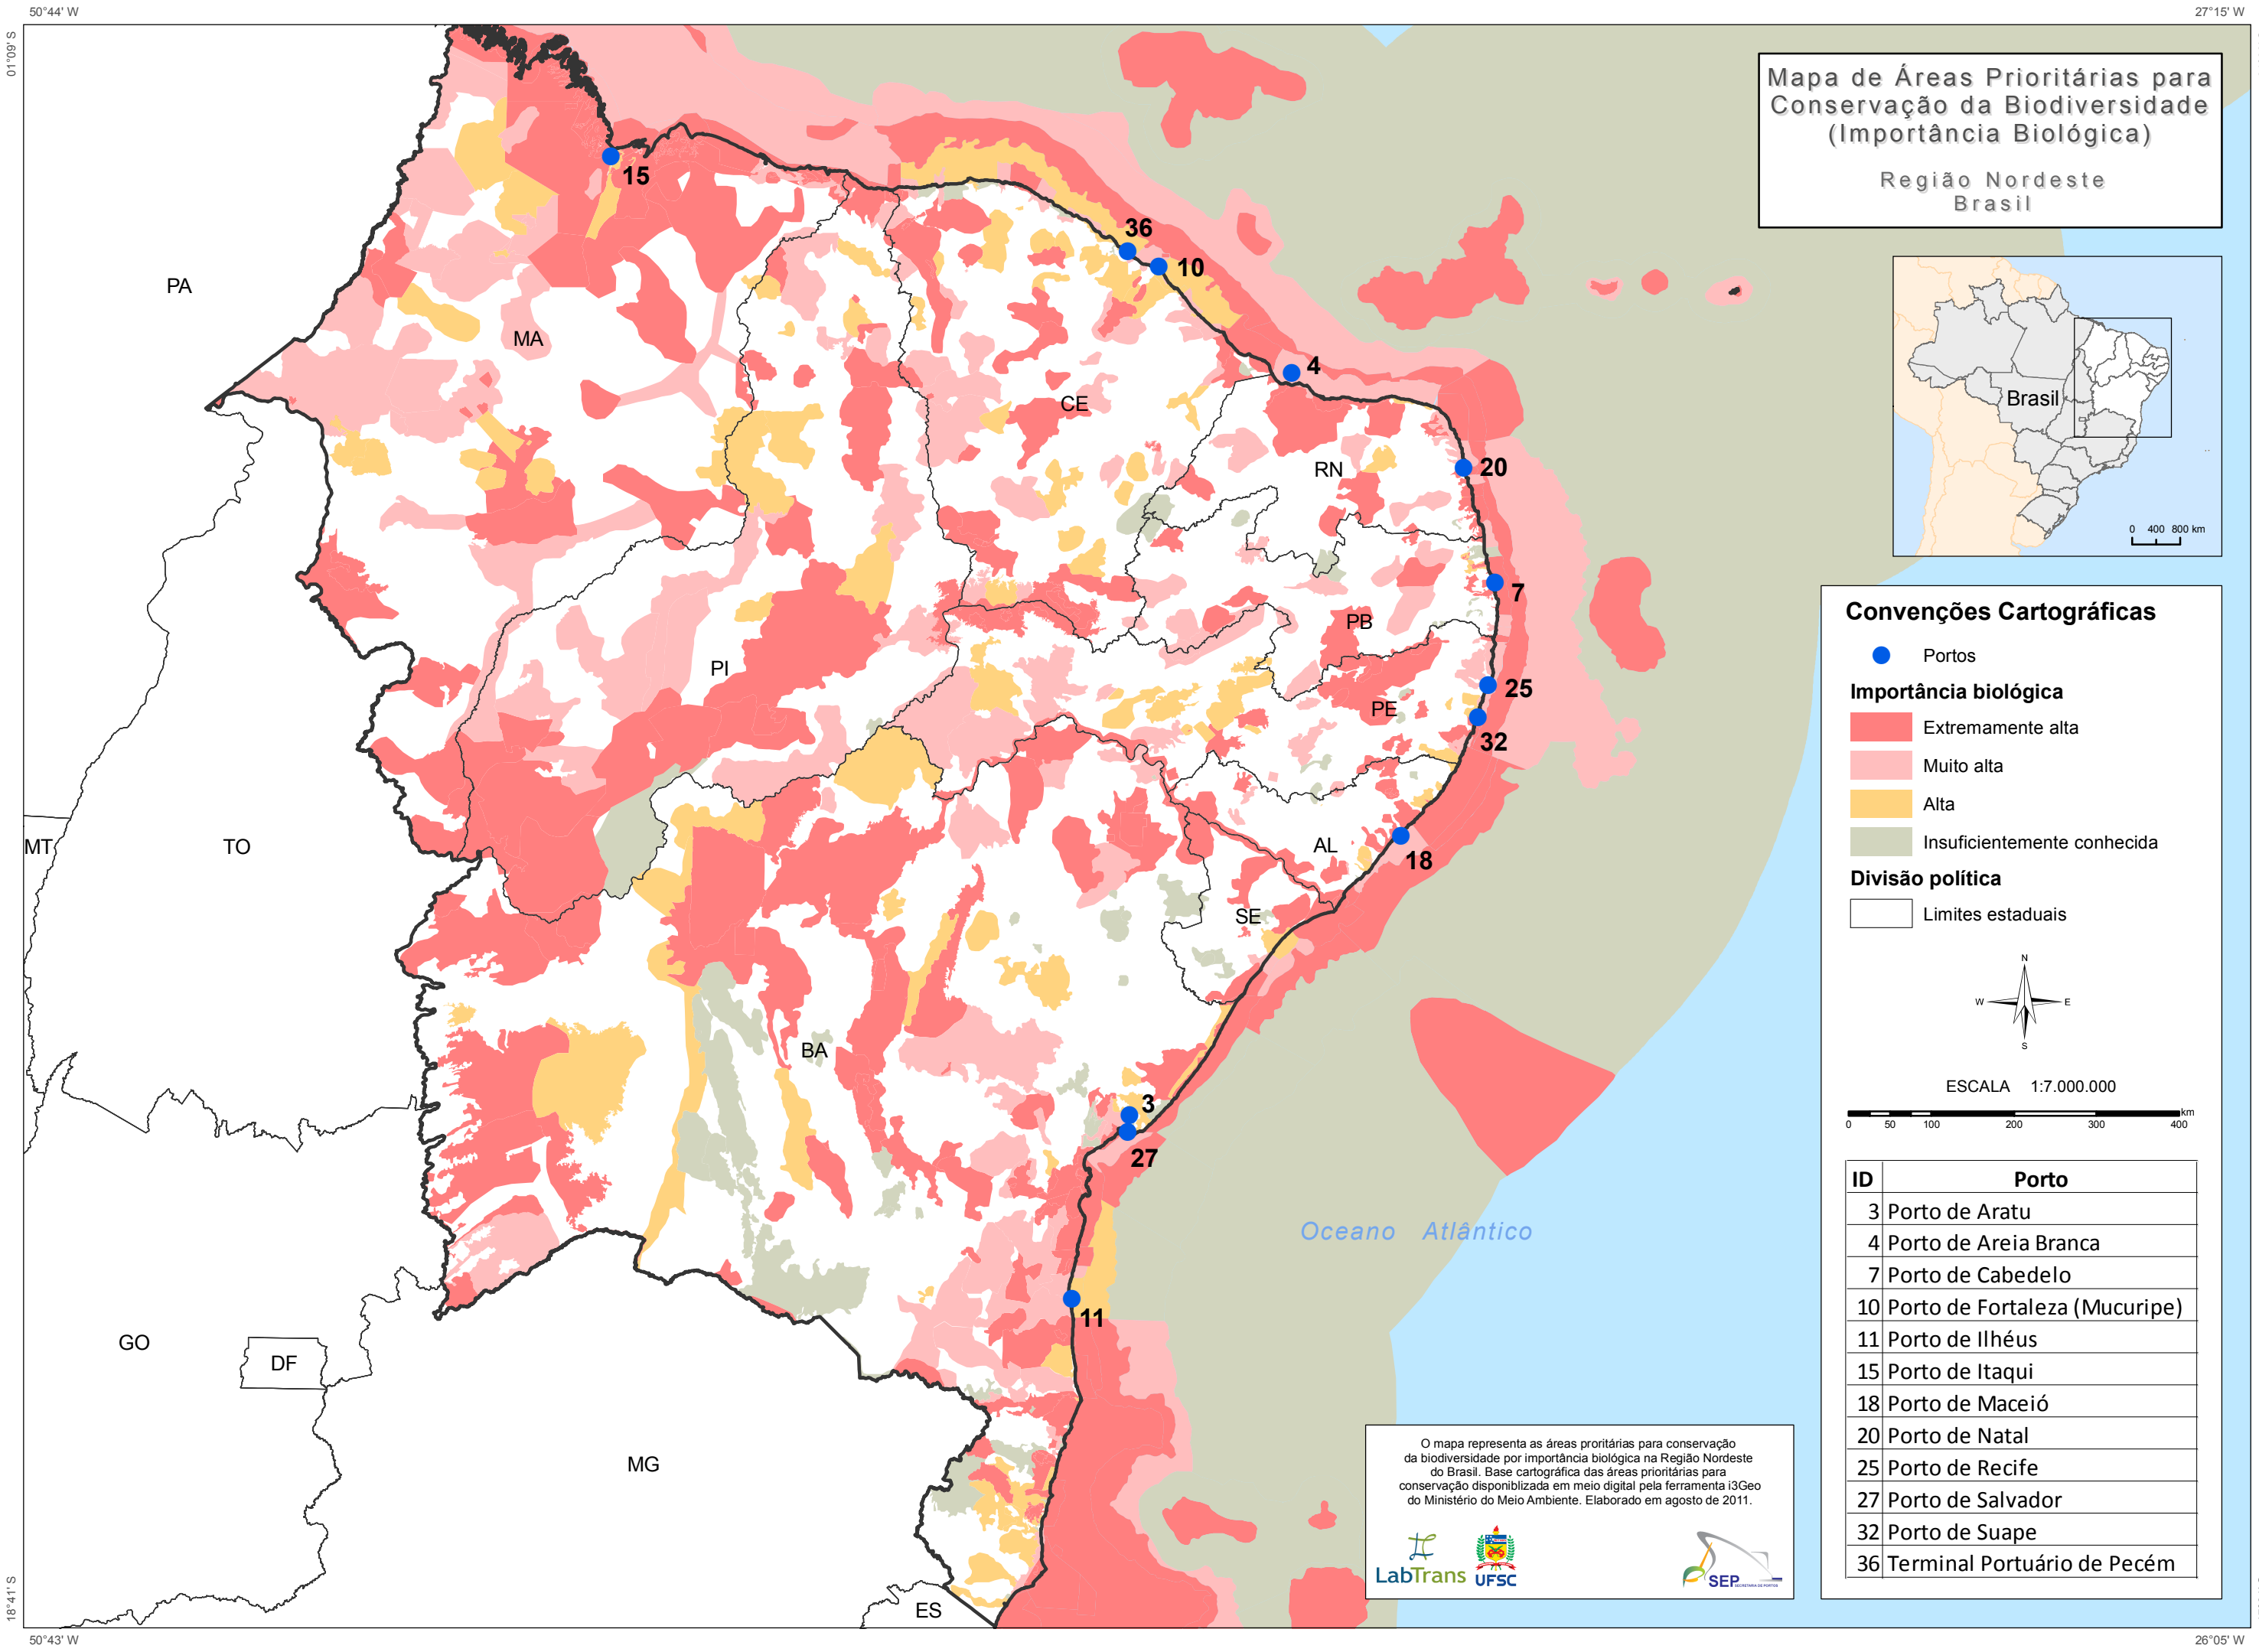 50°44' W
27°15' W
01°09' S
Mapa de Áreas Prioritárias para
Conservação da Biodiversidade
(Importância Biológica)
Região Nordeste
Brasil
15
36
10
PA
MA
4
CE
Brasil
0 400 800 km
RN
20
7
PB
PI
25
PE
32
MT
TO
AL
18
SE
BA
3
27
11
GO
DF
MG
ES
Oceano Atlântico
Convenções Cartográficas
Portos
Importância biológica
Extremamente alta
Muito alta
Alta
Insuficientemente conhecida
Divisão política
Limites estaduais
N
W E
S
ESCALA 1:7.000.000
km
0 50 100 200 300 400
ID Porto
3 Porto de Aratu
4 Porto de Areia Branca
7 Porto de Cabedelo
10 Porto de Fortaleza (Mucuripe)
11 Porto de Ilhéus
15 Porto de Itaqui
18 Porto de Maceió
20 Porto de Natal
25 Porto de Recife
27 Porto de Salvador
32 Porto de Suape
36 Terminal Portuário de Pecém
O mapa representa as áreas proritárias para conservação
da biodiversidade por importância biológica na Região Nordeste
do Brasil. Base cartográfica das áreas prioritárias para
conservação disponiblizada em meio digital pela ferramenta i3Geo
do Ministério do Meio Ambiente. Elaborado em agosto de 2011.
LabTrans
UFSC
SEP SECRETARIA DE PORTOS
18°41' S
50°43' W
26°05' W